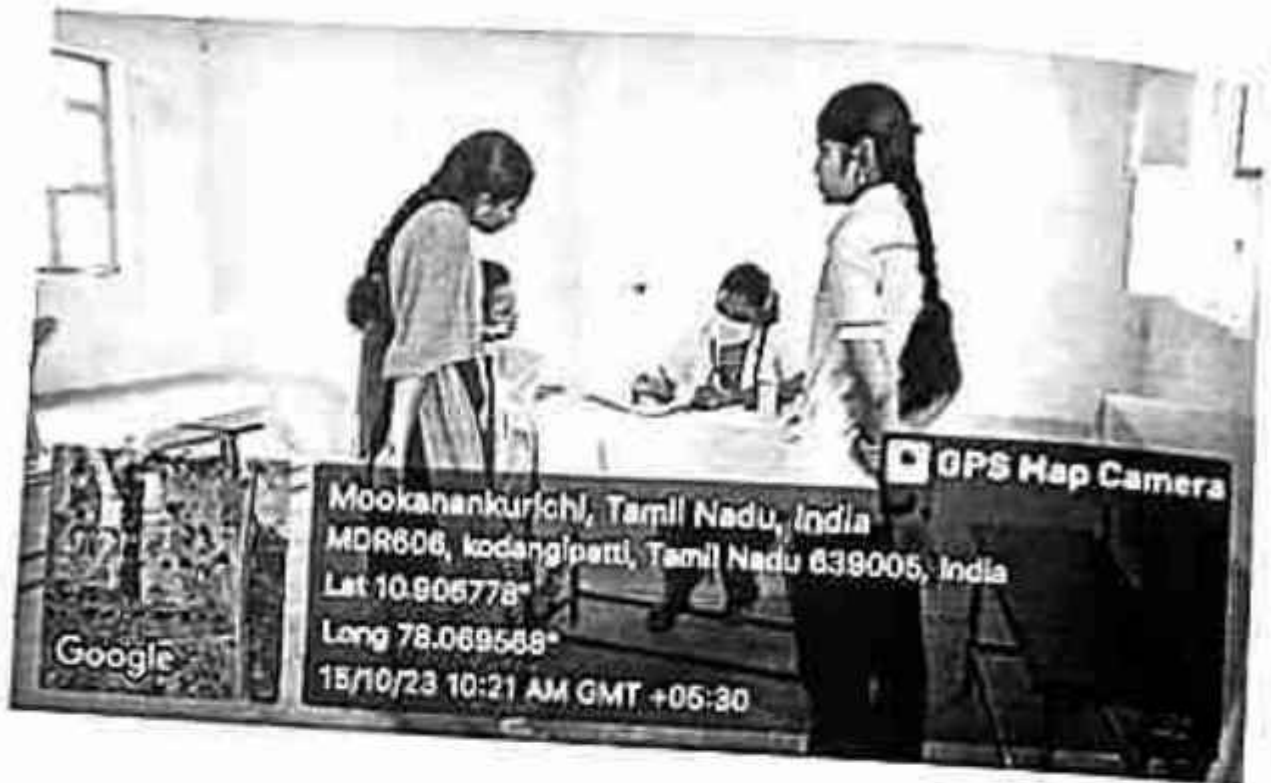 GPS Map Camera
Mookanankurichi, Tamil Nadu, India
MDR606, kodangipatti, Tamil Nadu 639005, India
Lat 10.906778°
Long 78.069568°
15/10/23 10:21 AM GMT +05:30
Google